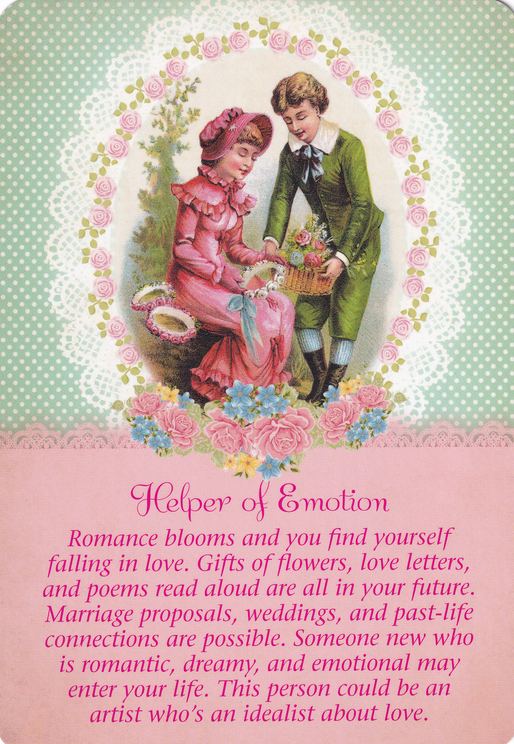 Helper of Emotion
Romance blooms and you find yourself
falling in love. Gifts of flowers, love letters,
and poems read aloud are all in your future.
Marriage proposals, weddings, and past-life
connections are possible. Someone new who
is romantic, dreamy, and emotional may
enter your life. This person could be an
artist who's an idealist about love.